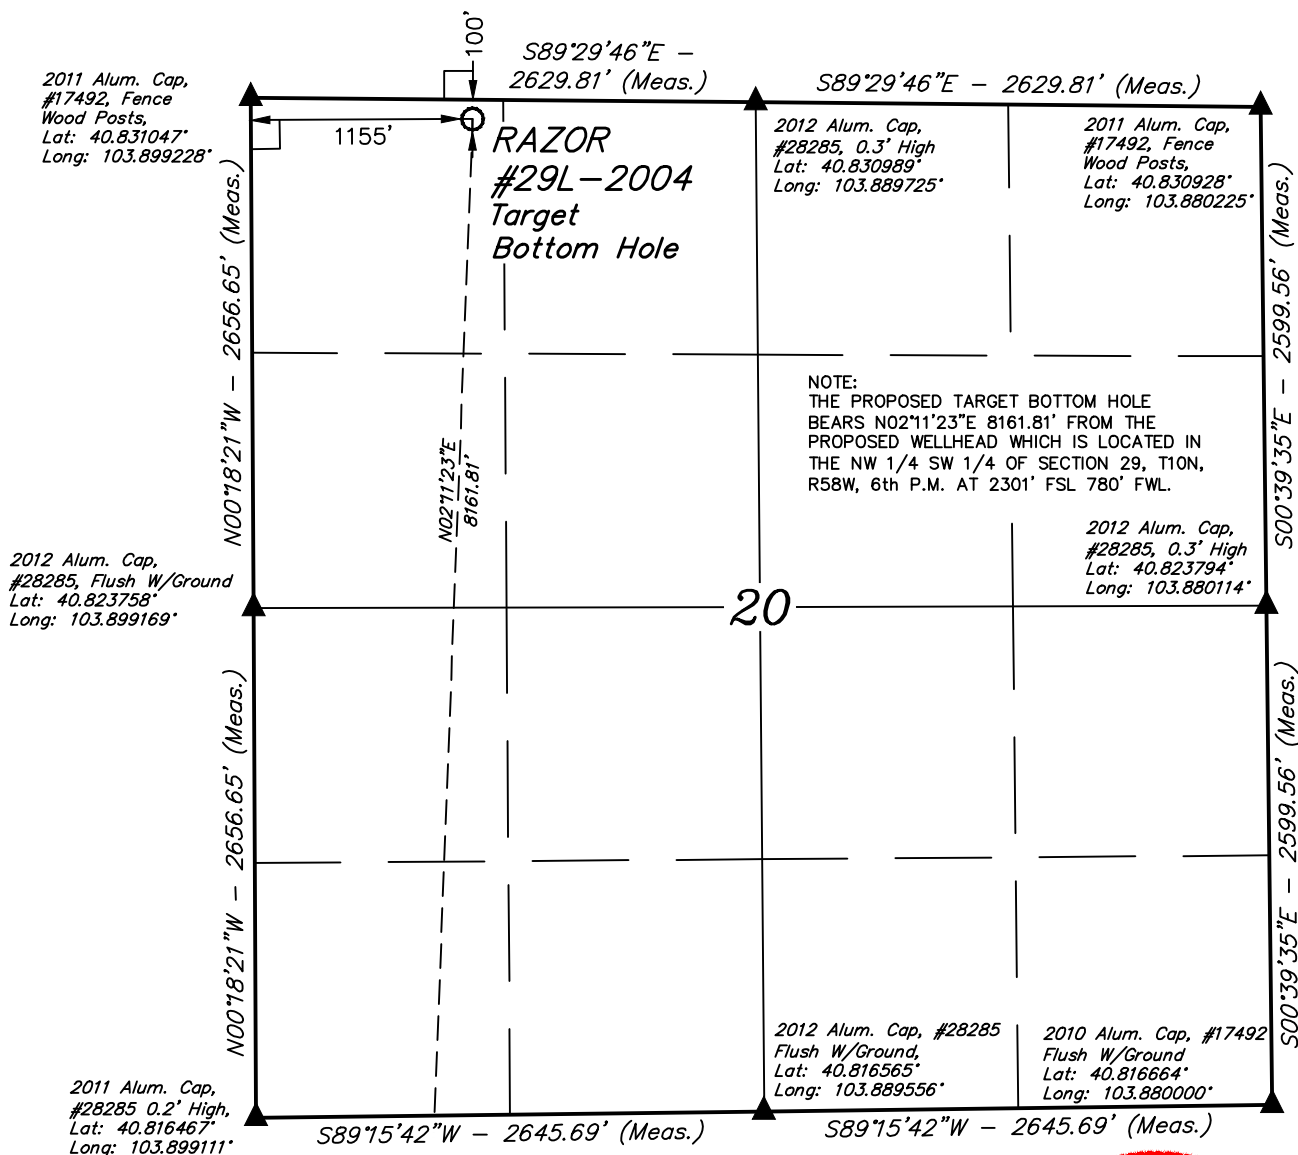 100'
S89°29'46"E –
2629.81' (Meas.)
S89°29'46"E – 2629.81' (Meas.)
2011 Alum. Cap,
#17492, Fence
Wood Posts,
Lat: 40.831047°
Long: 103.899228°
1155'
RAZOR
#29L–2004
Target
Bottom Hole
2012 Alum. Cap,
#28285, 0.3' High
Lat: 40.830989°
Long: 103.889725°
2011 Alum. Cap,
#17492, Fence
Wood Posts,
Lat: 40.830928°
Long: 103.880225°
N00°18'21"W – 2656.65' (Meas.)
S00°39'35"E – 2599.56' (Meas.)
NOTE:
THE PROPOSED TARGET BOTTOM HOLE
BEARS N02°11'23"E 8161.81' FROM THE
PROPOSED WELLHEAD WHICH IS LOCATED IN
THE NW 1/4 SW 1/4 OF SECTION 29, T10N,
R58W, 6th P.M. AT 2301' FSL 780' FWL.
N02°11'23"E
8161.81'
2012 Alum. Cap,
#28285, Flush W/Ground
Lat: 40.823758°
Long: 103.899169°
2012 Alum. Cap,
#28285, 0.3' High
Lat: 40.823794°
Long: 103.880114°
20
N00°18'21"W – 2656.65' (Meas.)
S00°39'35"E – 2599.56' (Meas.)
2012 Alum. Cap, #28285
Flush W/Ground,
Lat: 40.816565°
Long: 103.889556°
2010 Alum. Cap, #17492
Flush W/Ground
Lat: 40.816664°
Long: 103.880000°
2011 Alum. Cap,
#28285 0.2' High,
Lat: 40.816467°
Long: 103.899111°
S89°15'42"W – 2645.69' (Meas.)
S89°15'42"W – 2645.69' (Meas.)